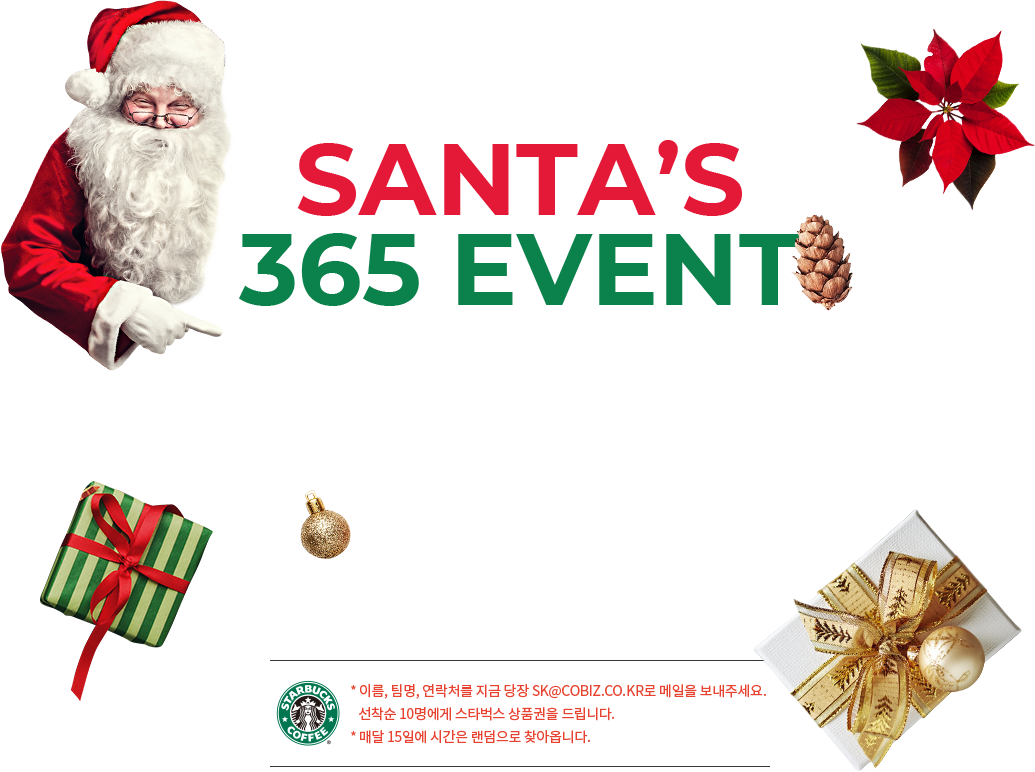 SANTA’S
365 EVENT
STARBUCKS
COFFEE
®
* 이름, 팀명, 연락처를 지금 당장 SK@COBIZ.CO.KR로 메일을 보내주세요.
선착순 10명에게 스타벅스 상품권을 드립니다.
* 매달 15일에 시간은 랜덤으로 찾아옵니다.